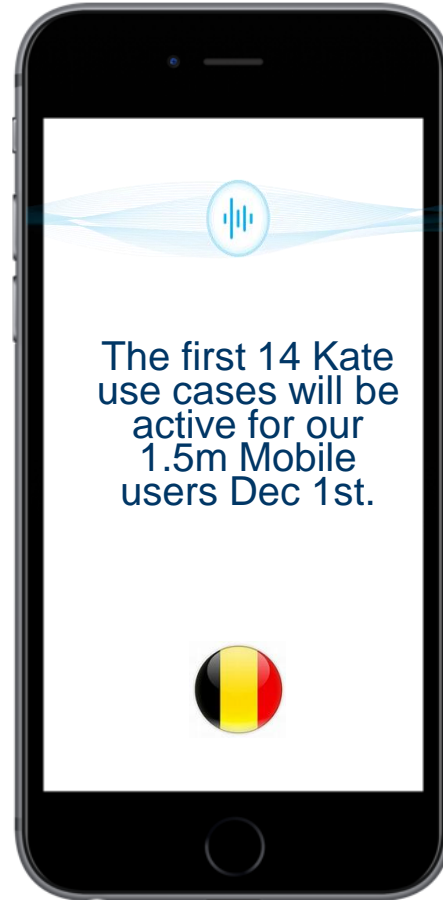 The first 14 Kate
use cases will be
active for our
1.5m Mobile
users Dec 1st.